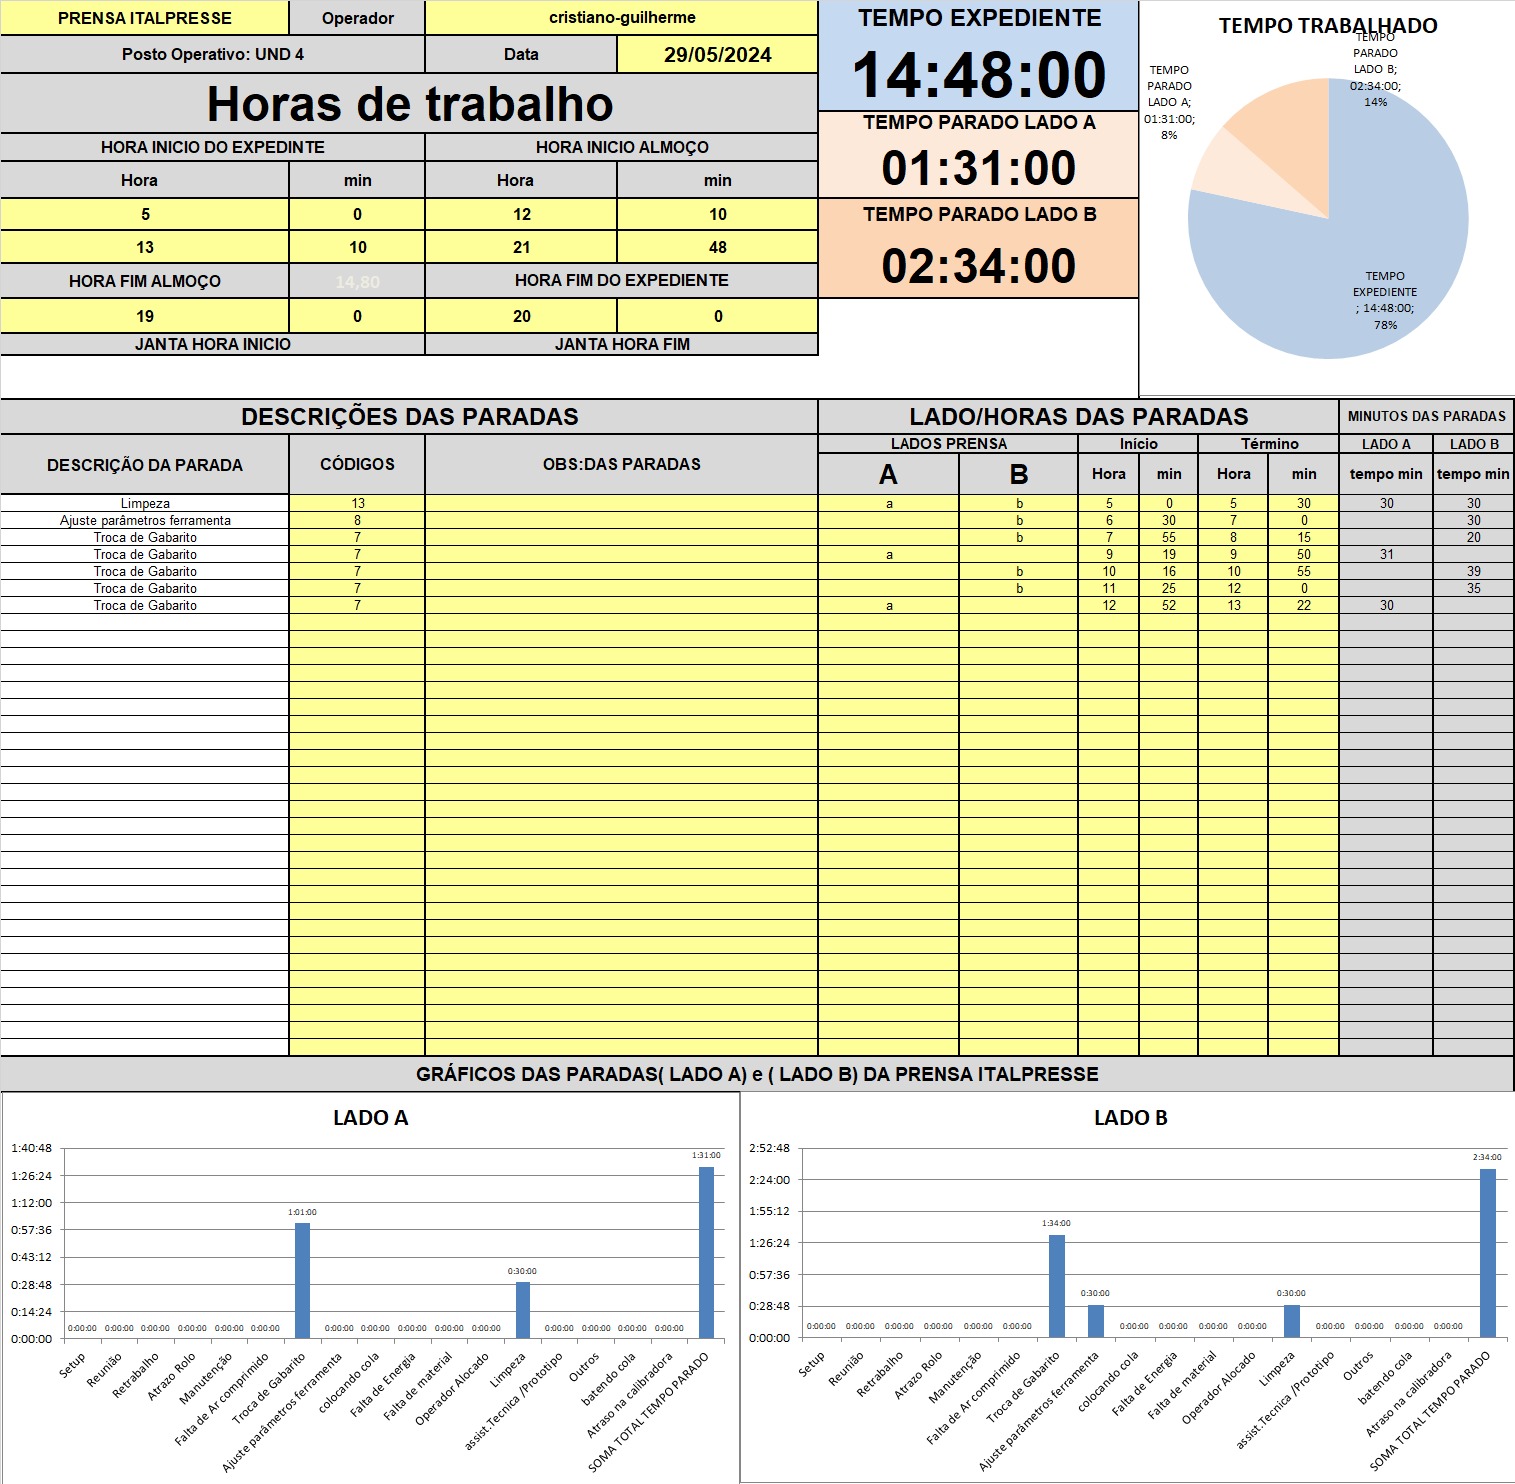 PRENSA ITALPRESSE Operador cristiano-guilherme
Posto Operativo: UND 4 Data 29/05/2024
Horas de trabalho
HORA INICIO DO EXPEDINTE HORA INICIO ALMOÇO
Hora min Hora min
5 0 12 10
13 10 21 48
HORA FIM ALMOÇO 14,80 HORA FIM DO EXPEDIENTE
19 0 20 0
JANTA HORA INICIO JANTA HORA FIM
TEMPO EXPEDIENTE
14:48:00
TEMPO PARADO LADO A
01:31:00
TEMPO PARADO LADO B
02:34:00
TEMPO TRABALHADO
TEMPO
PARADO
LADO B;
02:34:00;
14%
TEMPO
PARADO
LADO A;
01:31:00;
8%
TEMPO
EXPEDIENTE
; 14:48:00;
78%
DESCRIÇÕES DAS PARADAS LADO/HORAS DAS PARADAS MINUTOS DAS PARADAS
LADOS PRENSA Início Término LADO A LADO B
DESCRIÇÃO DA PARADA CÓDIGOS OBS:DAS PARADAS A B Hora min Hora min tempo min tempo min
Limpeza 13 a b 5 0 5 30 30 30
Ajuste parâmetros ferramenta 8 b 6 30 7 0 30
Troca de Gabarito 7 b 7 55 8 15 20
Troca de Gabarito 7 a 9 19 9 50 31
Troca de Gabarito 7 b 10 16 10 55 39
Troca de Gabarito 7 b 11 25 12 0 35
Troca de Gabarito 7 a 12 52 13 22 30
GRÁFICOS DAS PARADAS( LADO A) e ( LADO B) DA PRENSA ITALPRESSE
LADO A
1:40:48
1:26:24
1:12:00
0:57:36
0:43:12
0:28:48
0:14:24
0:00:00
0:00:00 0:00:00 0:00:00 0:00:00 0:00:00 0:00:00 1:01:00 0:00:00 0:00:00 0:00:00 0:00:00 0:00:00 0:30:00 0:00:00 0:00:00 0:00:00 0:00:00 1:31:00
Setup
Reunião
Retrabalho
Atrazo Rolo
Manutenção
Falta de Ar comprimido
Troca de Gabarito
Ajuste parâmetros ferramenta
colocando cola
Falta de Energia
Falta de material
Operador Alocado
Limpeza
assist.Tecnica /Prototipo
Outros
batendo cola
Atraso na calibradora
SOMA TOTAL TEMPO PARADO
LADO B
2:52:48
2:24:00
1:55:12
1:26:24
0:57:36
0:28:48
0:00:00
0:00:00 0:00:00 0:00:00 0:00:00 0:00:00 0:00:00 1:34:00 0:30:00 0:00:00 0:00:00 0:00:00 0:00:00 0:30:00 0:00:00 0:00:00 0:00:00 0:00:00 2:34:00
Setup
Reunião
Retrabalho
Atrazo Rolo
Manutenção
Falta de Ar comprimido
Troca de Gabarito
Ajuste parâmetros ferramenta
colocando cola
Falta de Energia
Falta de material
Operador Alocado
Limpeza
assist.Tecnica /Prototipo
Outros
batendo cola
Atraso na calibradora
SOMA TOTAL TEMPO PARADO